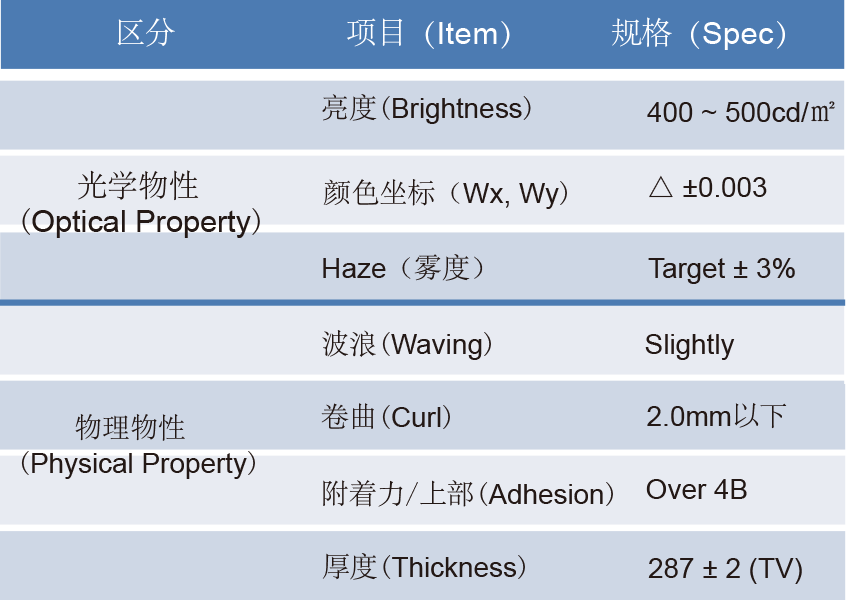 区分 项目 (Item) 规格 (Spec)
亮度(Brightness) 400 ~ 500cd/㎡
光学物性
(Optical Property)
颜色坐标 (Wx, Wy) △ ±0.003
Haze (雾度) Target ± 3%
波浪(Waving) Slightly
物理物性
(Physical Property)
卷曲(Curl) 2.0mm以下
附着力/上部(Adhesion) Over 4B
厚度(Thickness) 287 ± 2 (TV)